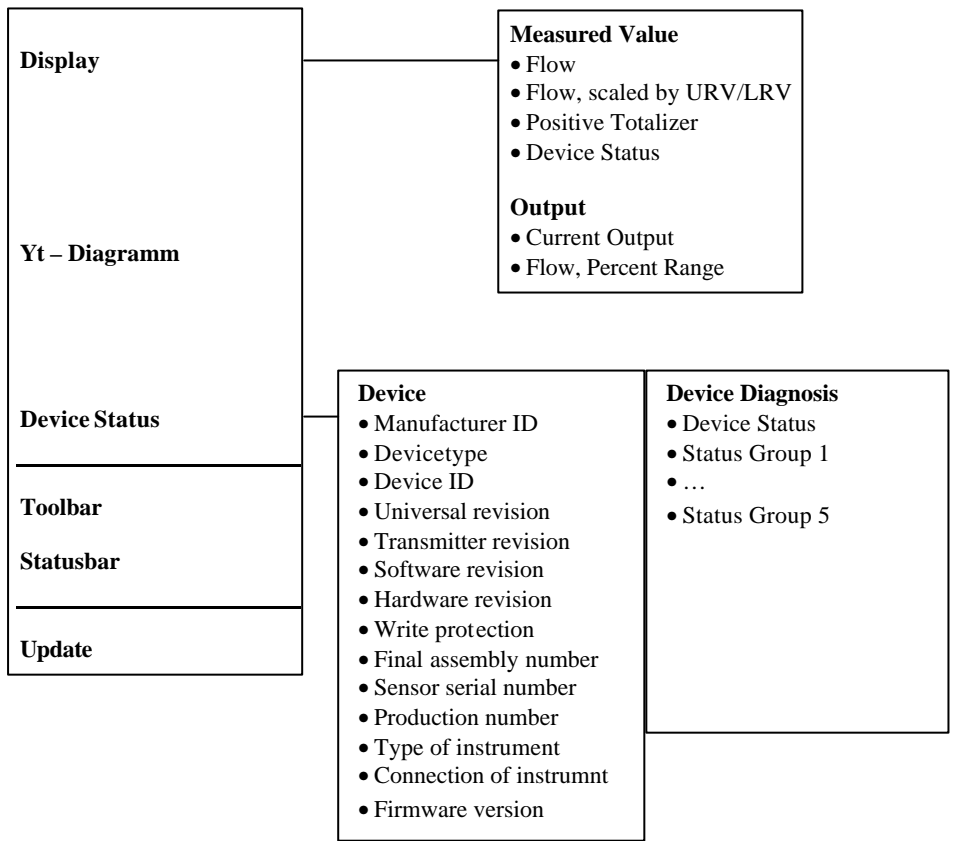 Display
Yt – Diagramm
Device Status
Toolbar
Statusbar
Update
Measured Value
• Flow
• Flow, scaled by URV/LRV
• Positive Totalizer
• Device Status
Output
• Current Output
• Flow, Percent Range
Device
• Manufacturer ID
• Devicetype
• Device ID
• Universal revision
• Transmitter revision
• Software revision
• Hardware revision
• Write protection
• Final assembly number
• Sensor serial number
• Production number
• Type of instrument
• Connection of instrumnt
• Firmware version
Device Diagnosis
• Device Status
• Status Group 1
• …
• Status Group 5